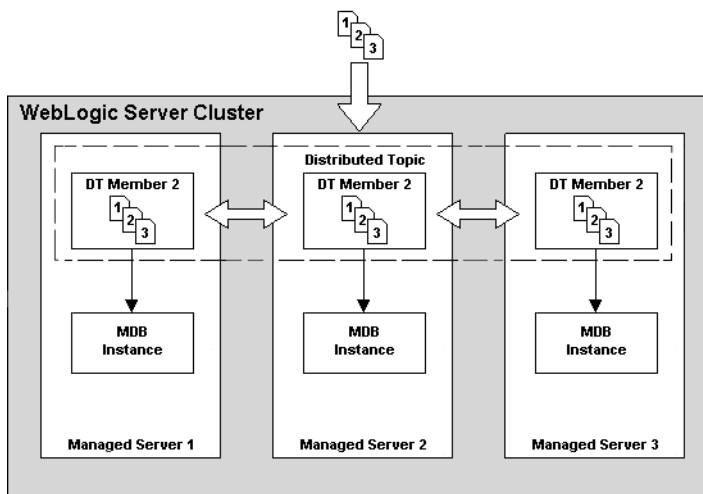 1
2
3
WebLogic Server Cluster
Distributed Topic
DT Member 2
1
2
3
DT Member 2
1
2
3
DT Member 2
1
2
3
MDB
Instance
MDB
Instance
MDB
Instance
Managed Server 1
Managed Server 2
Managed Server 3